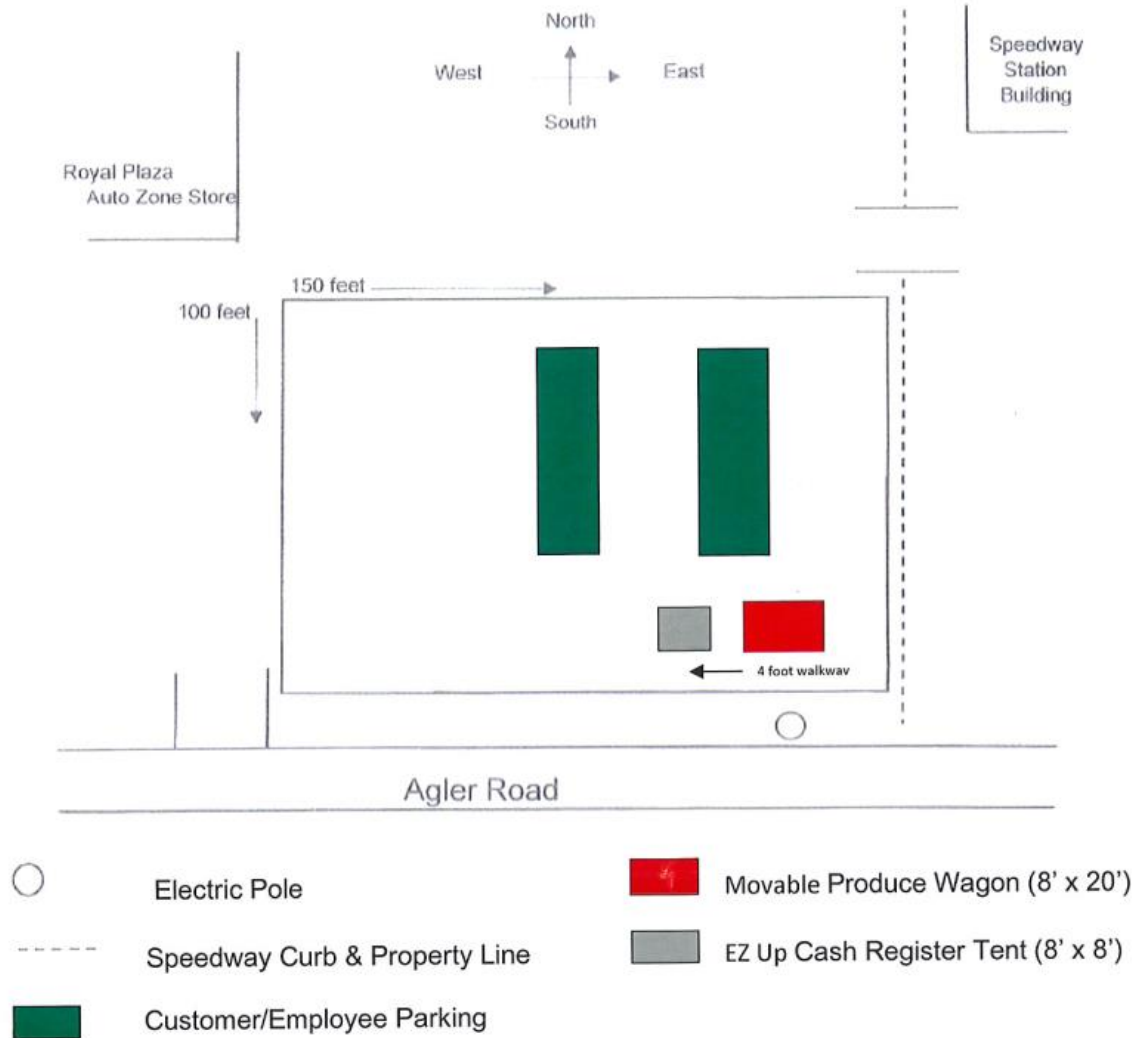 North
West
East
South
Speedway
Station
Building
Royal Plaza
Auto Zone Store
150 feet
100 feet
4 foot walkway
Agler Road
Electric Pole
Movable Produce Wagon (8' x 20')
Speedway Curb & Property Line
EZ Up Cash Register Tent (8' x 8')
Customer/Employee Parking